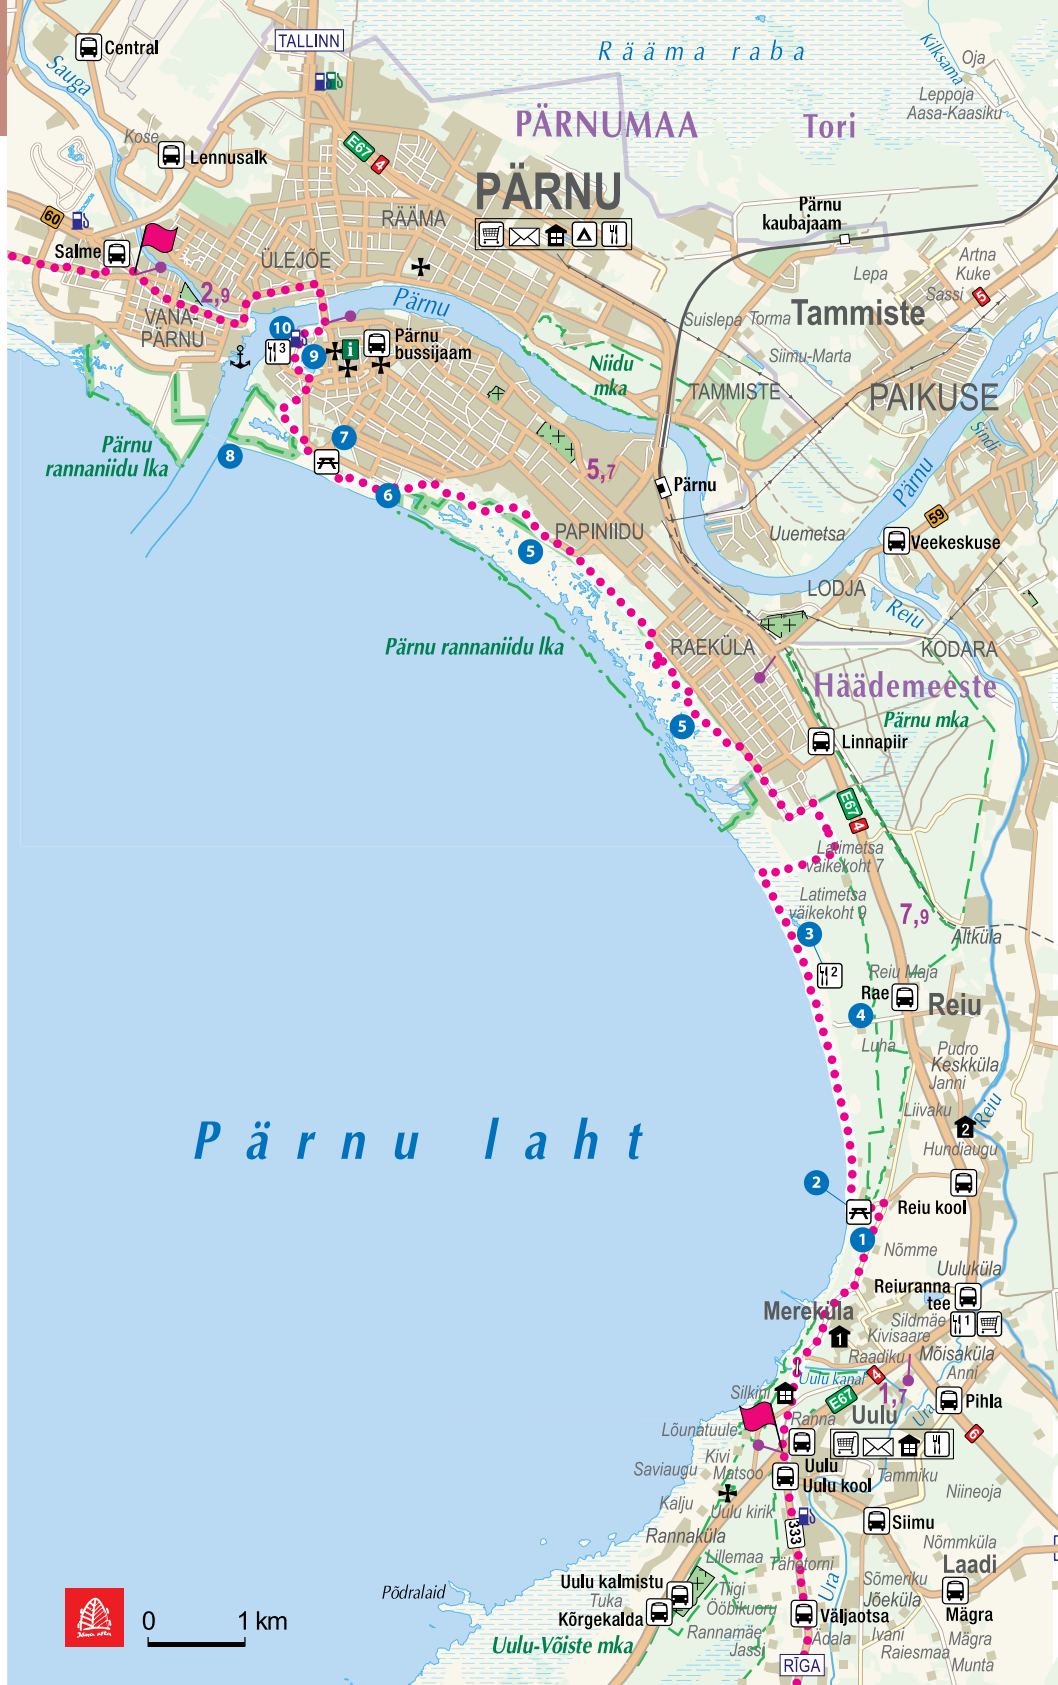 Central
TALLINN
Sauga
Rääma raba
Kilksama
Oja
Leppoja
Aasa-Kaasiku
PÄRNUMAA
Tori
E67
4
Kose
Lennusalk
PÄRNU
RÄÄMA
60
Salme
ÜLEJÕE
Pärnu
kaubajaam
Artna
Kuke
Sassi
5
Lepa
2,9
VANA-
PÄRNU
Pärnu
Suislepa
Torma
Tammiste
10
3
9
i
Pärnu
bussijaam
Niidu
mka
Siimu-Marta
TAMMISTE
PAIKUSE
Sindi
Pärnu
rannaniidu lka
7
8
5,7
Pärnu
Pärnu
6
PAPINIIDU
59
Uuemetsa
Veekeskuse
5
LODJA
Reiu
Pärnu rannaniidu lka
RAEKÜLA
KODARA
Häädemeeste
Pärnu mka
5
Linnapiir
E67
4
Latimetsa
väikekoht 7
Latimetsa
väikekoht 9
7,9
3
Altküla
2
Reiu Maja
Rae
Reiu
4
Luha
Pudro
Keskküla
Janni
Liivaku
Reiu
2
Hundiaugu
Pärnu laht
2
Reiu kool
1
Nõmme
Uuluküla
Reiuranna
tee
Mereküla
Sildmäe
Kivisaare
1
1
Raadiku
Mõisaküla
Anni
Uulu kanal
4
E67
1,7
Silkini
Ura
Pihla
Ranna
Uulu
6
Lõunatuule
Kivi
Matsoo
Saviaugu
Uulu
Uulu kool
Tammiku
Niineoja
Kalju
Uulu kirik
333
Siimu
Rannaküla
Nõmmküla
Laadi
Lillemaa
Tähetorni
Ura
Põdralaid
Uulu kalmistu
Tuka
Kõrgekalda
Tiigi
Ööbikuoru
Sõmeriku
Jõeküla
Mägra
Väljaotsa
Rannamäe
Jassi
Adala
Ivani
Raiesmaa
Mägra
Munta
Uulu-Võiste mka
RĪGA
0
1 km